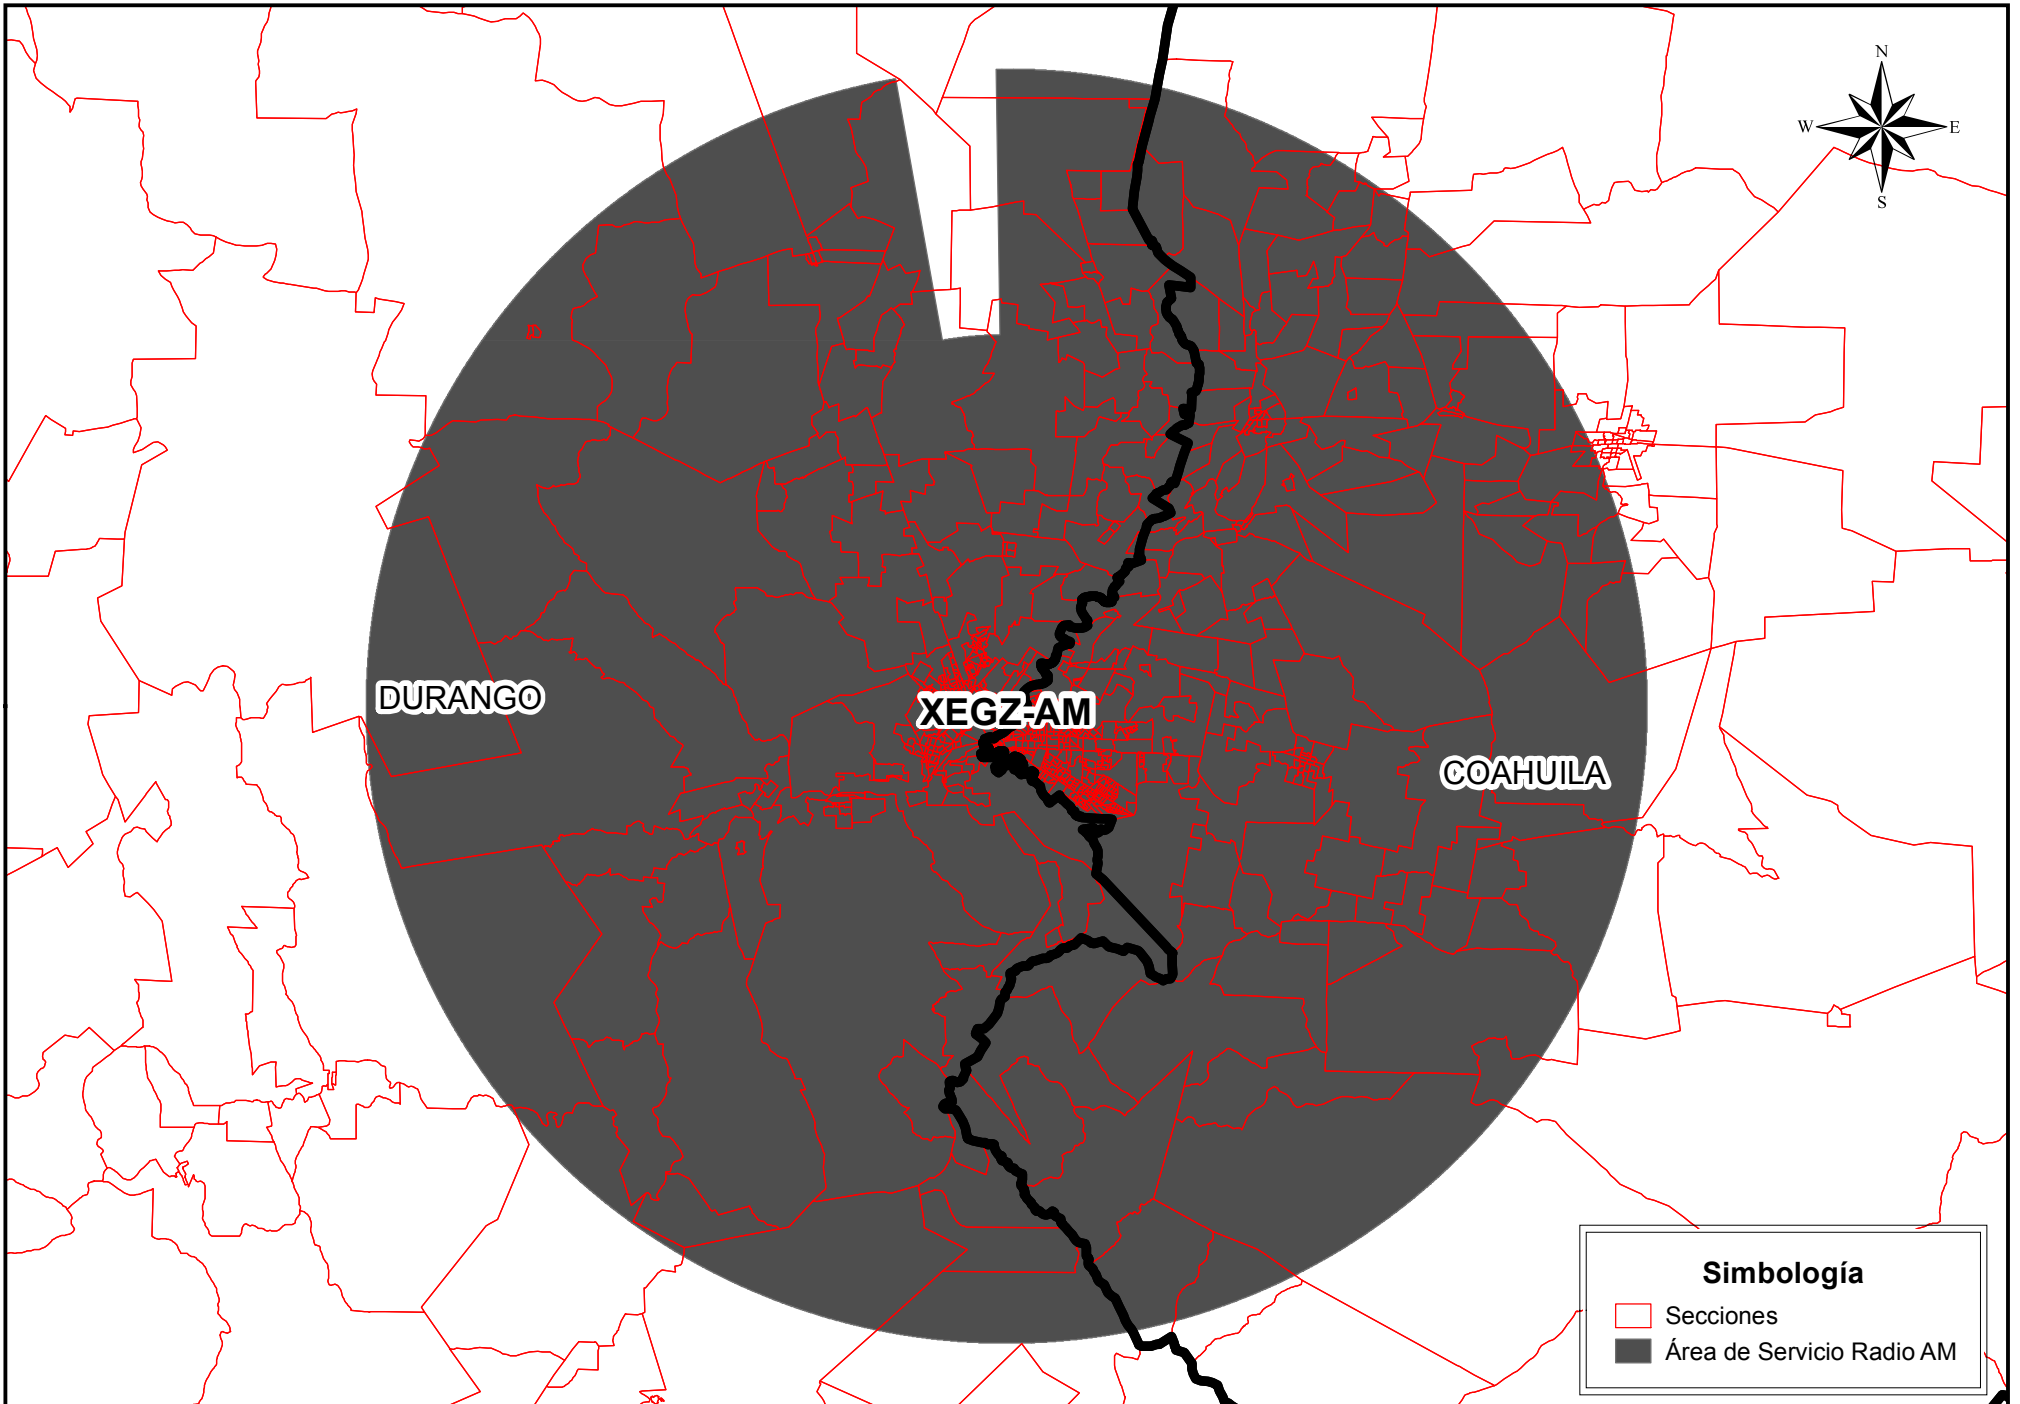 N
W E
S
DURANGO
XEGZ-AM
COAHUILA
Simbología
Secciones
Área de Servicio Radio AM